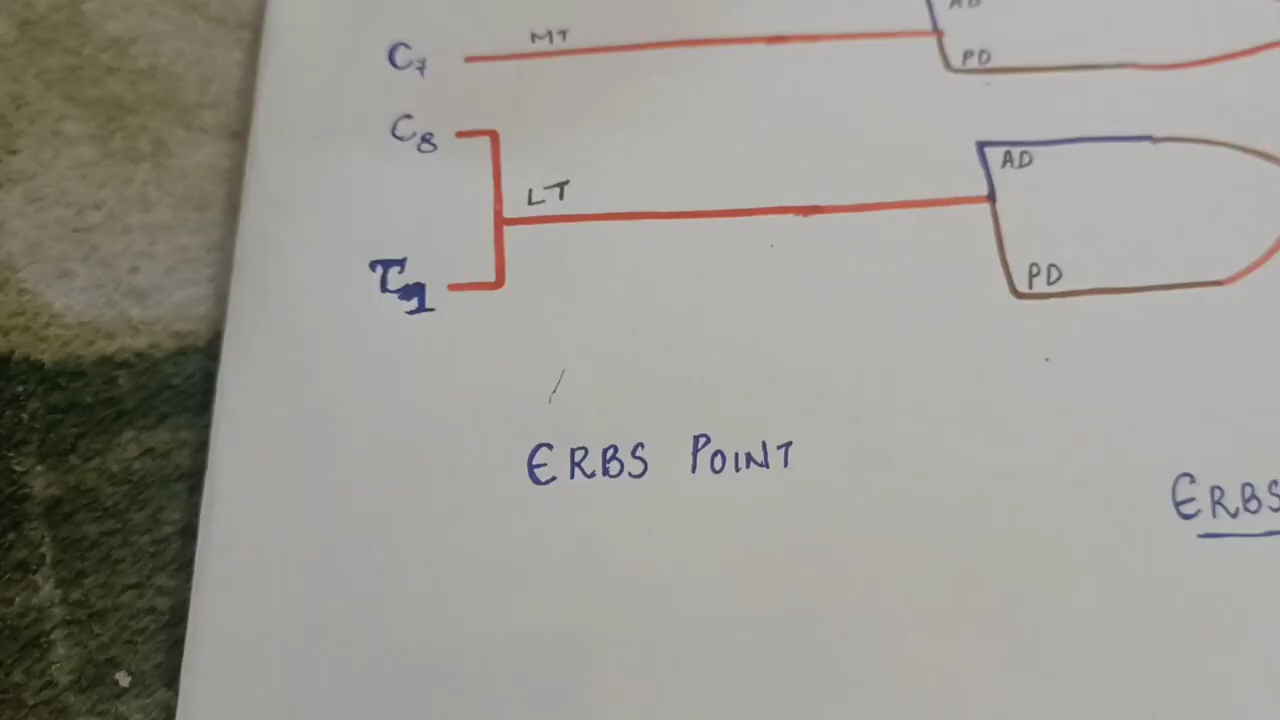 AD
C7 MT
PD
C8
AD
LT
T1
PD
ERBS POINT
ERBS